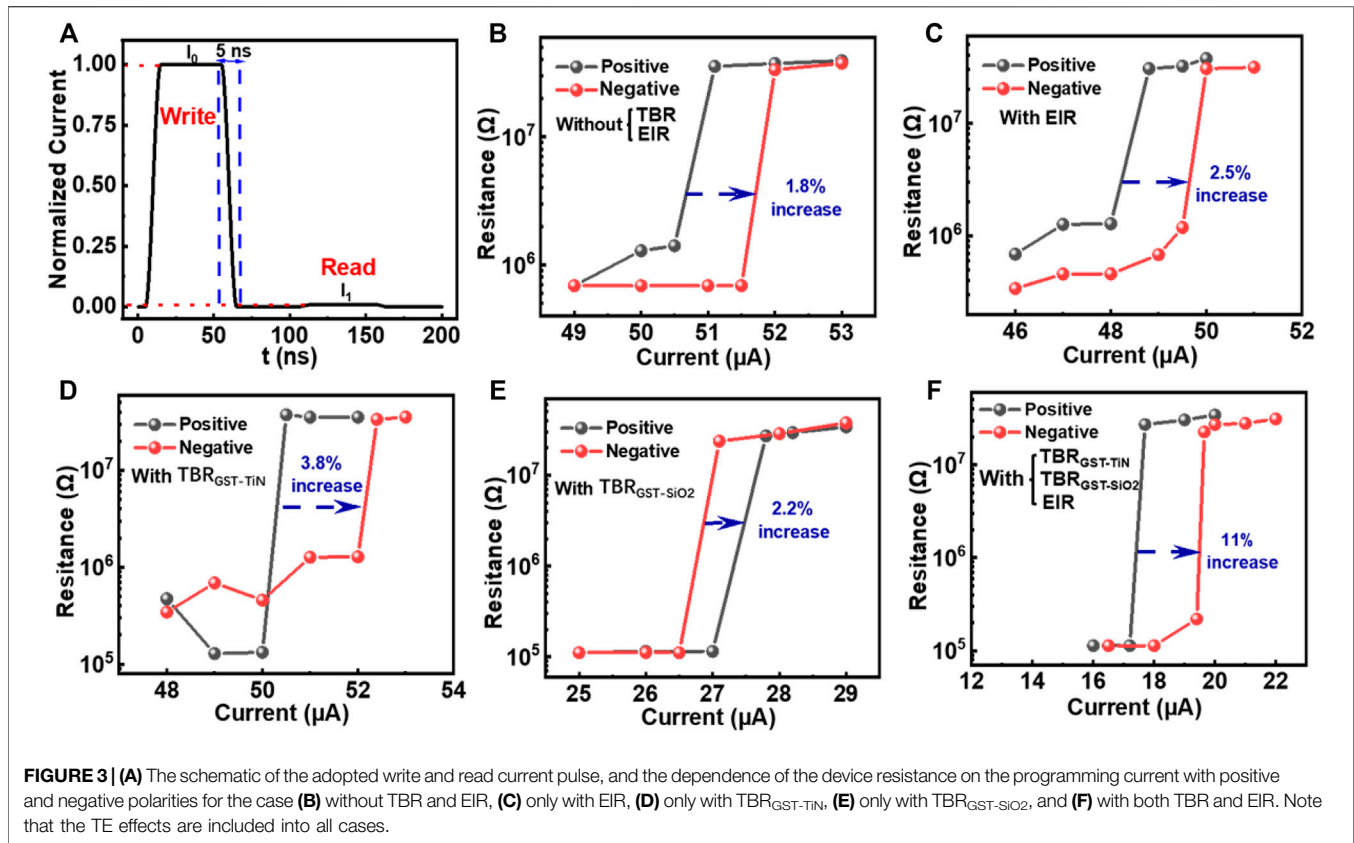 A
I0
5 ns
1.00
0.75
0.50
0.25
0.00
Write
Read
I1
Normalized Current
0 50 100 150 200
t (ns)
B
Positive
Negative
Without { TBR
EIR
1.8%
increase
10^7
10^6
Resitance (Ω)
49 50 51 52 53
Current (µA)
C
Positive
Negative
With EIR
2.5%
increase
10^7
10^6
Resitance (Ω)
46 48 50 52
Current (µA)
D
Positive
Negative
With TBRGST-TiN
3.8%
increase
10^7
10^6
10^5
Resitance (Ω)
48 50 52 54
Current (µA)
E
Positive
Negative
With TBRGST-SiO2
2.2%
increase
10^7
10^6
10^5
Resitance (Ω)
25 26 27 28 29
Current (µA)
F
Positive
Negative
With { TBRGST-TiN
TBRGST-SiO2
EIR
11%
increase
10^7
10^6
10^5
Resitance (Ω)
12 14 16 18 20 22
Current (µA)
FIGURE 3 | (A) The schematic of the adopted write and read current pulse, and the dependence of the device resistance on the programming current with positive
and negative polarities for the case (B) without TBR and EIR, (C) only with EIR, (D) only with TBRGST-TiN, (E) only with TBRGST-SiO2, and (F) with both TBR and EIR. Note
that the TE effects are included into all cases.